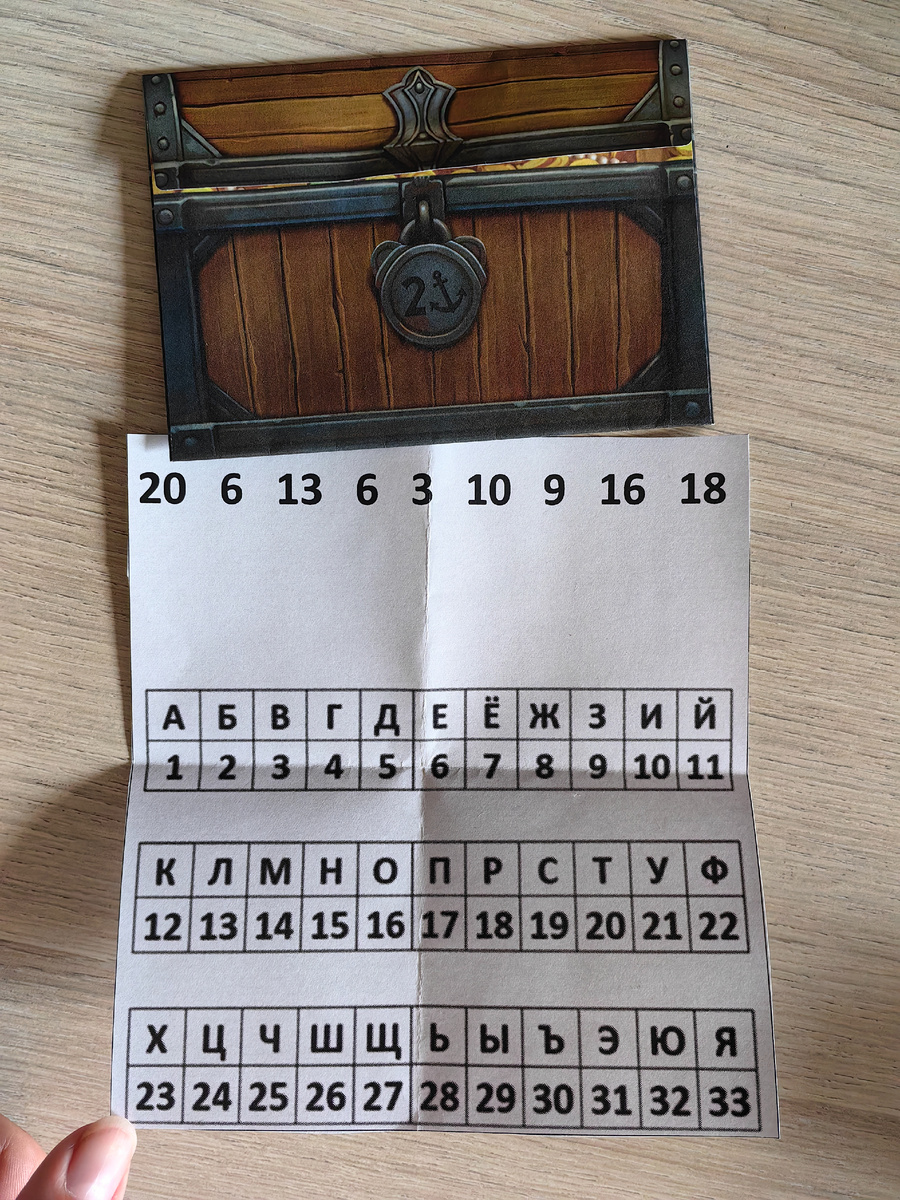 2
20 6 13 6 3 10 9 16 18
А Б В Г Д Е Ё Ж З И Й
1 2 3 4 5 6 7 8 9 10 11
К Л М Н О П Р С Т У Ф
12 13 14 15 16 17 18 19 20 21 22
Х Ц Ч Ш Щ Ь Ы Ъ Э Ю Я
23 24 25 26 27 28 29 30 31 32 33